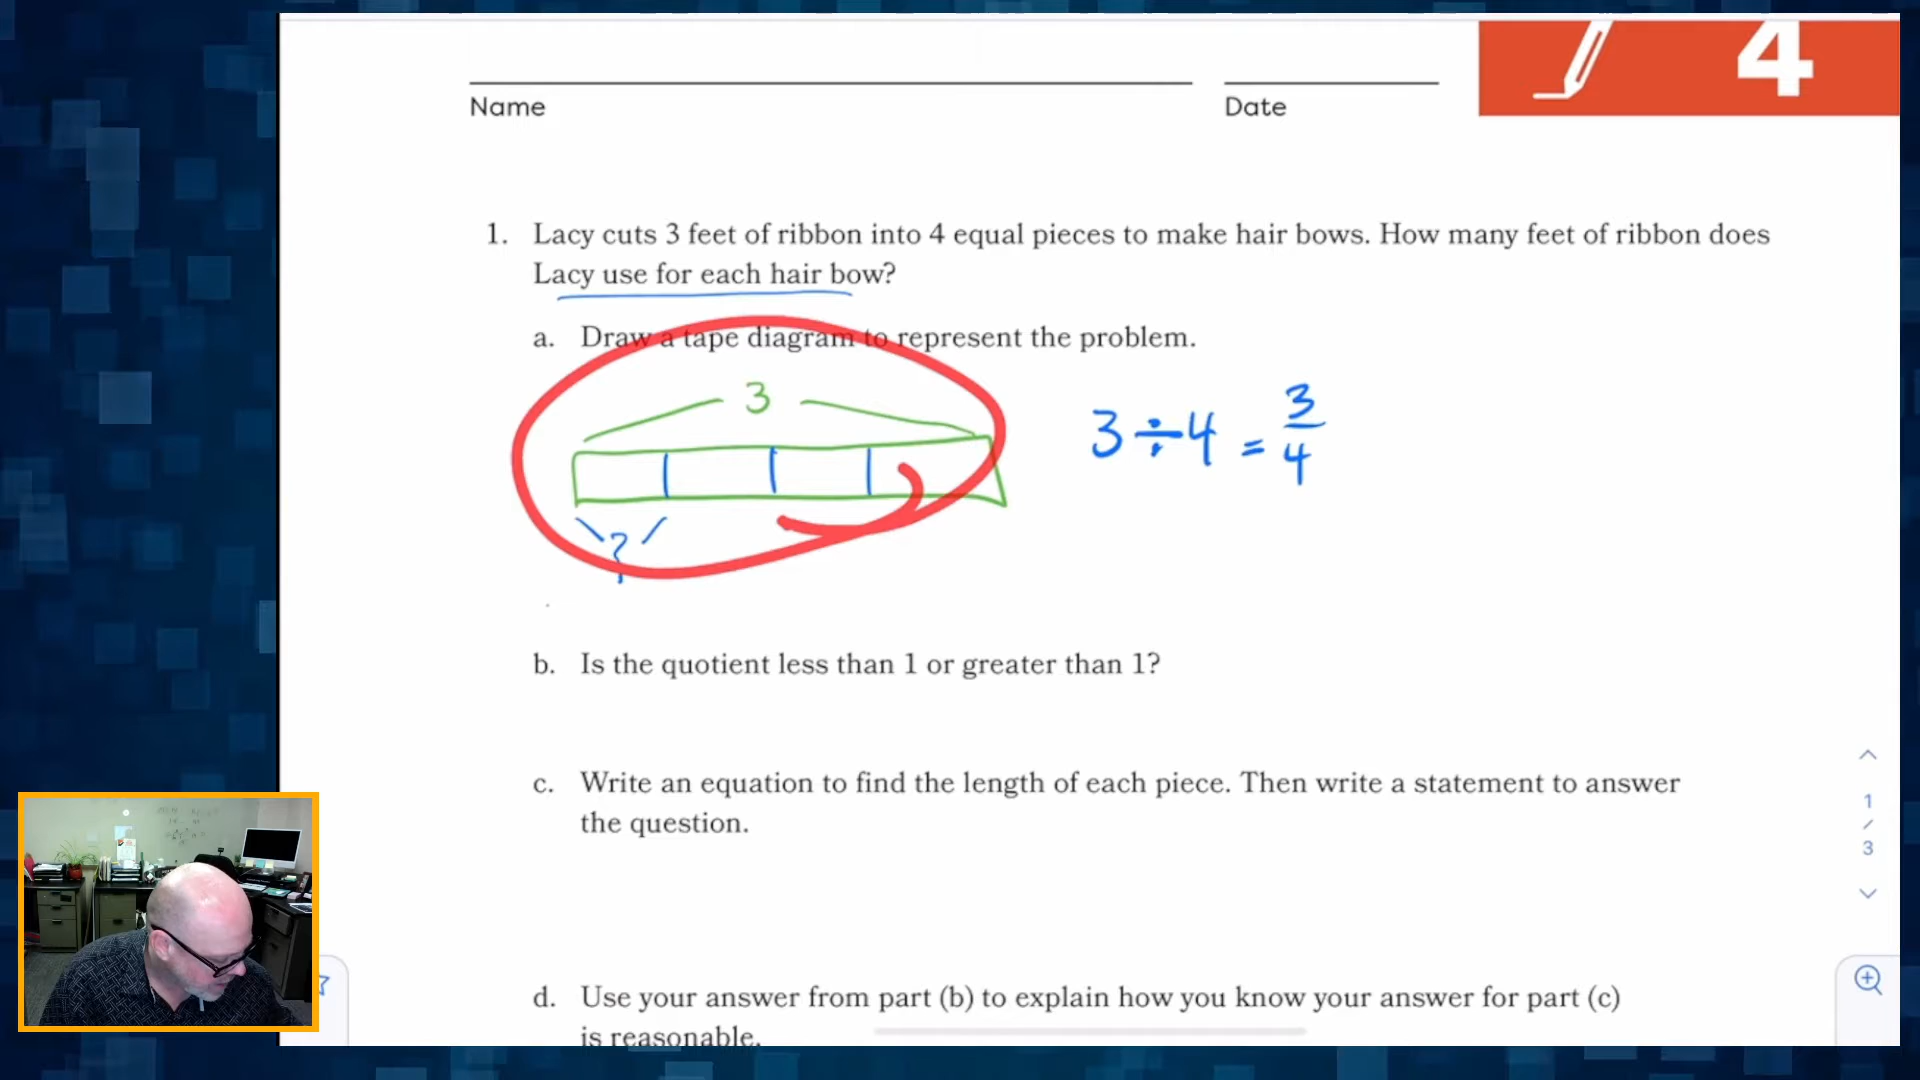 4
Name
Date
1. Lacy cuts 3 feet of ribbon into 4 equal pieces to make hair bows. How many feet of ribbon does
Lacy use for each hair bow?
a. Draw a tape diagram to represent the problem.
3
?
3 ÷ 4 = 3/4
b. Is the quotient less than 1 or greater than 1?
c. Write an equation to find the length of each piece. Then write a statement to answer
the question.
1
/
3
d. Use your answer from part (b) to explain how you know your answer for part (c)
is reasonable.